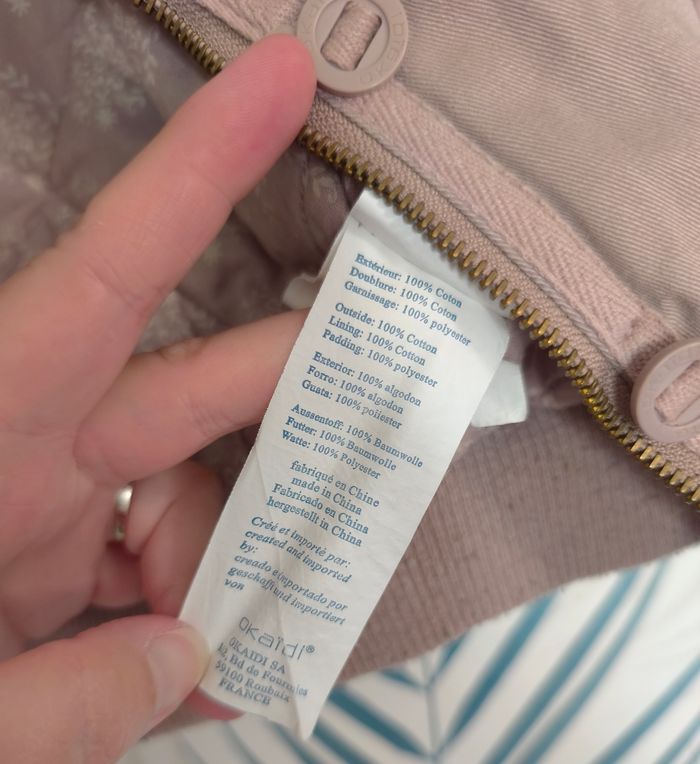 Extérieur: 100% Coton
Doublure: 100% Coton
Garnissage: 100% polyester
Outside: 100% Cotton
Lining: 100% Cotton
Padding: 100% polyester
Exterior: 100% algodon
Forro: 100% algodon
Guata: 100% poliester
Aussentoff: 100% Baumwolle
Futter: 100% Baumwolle
Watte: 100% Polyester
fabriqué en Chine
made in China
Fabricado en China
hergestellt in China
Créé et importé par:
created and imported
by:
creado e importado por
geschafft und importiert
von
Okaïdi®
OKAIDI SA
42, Bd de Fourmies
59100 Roubaix
FRANCE